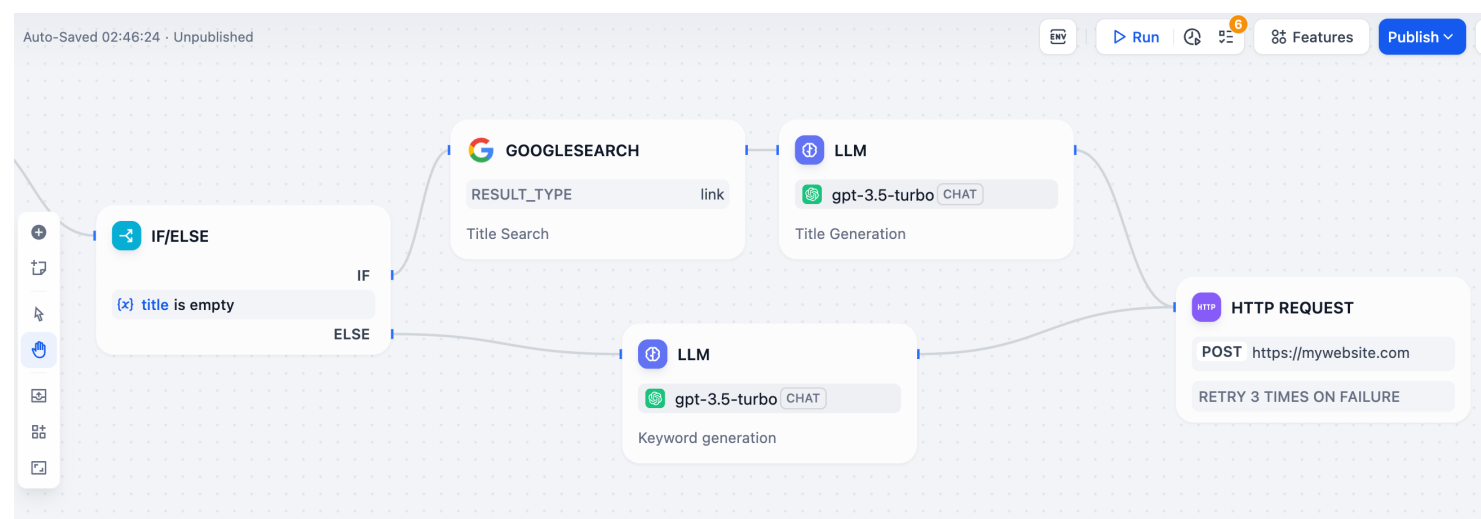 Auto-Saved 02:46:24 · Unpublished
ENV
Run
6
Features
Publish
GOOGLESEARCH
RESULT_TYPE link
Title Search
LLM
gpt-3.5-turbo CHAT
Title Generation
IF/ELSE
IF
{x} title is empty
ELSE
LLM
gpt-3.5-turbo CHAT
Keyword generation
HTTP HTTP REQUEST
POST https://mywebsite.com
RETRY 3 TIMES ON FAILURE